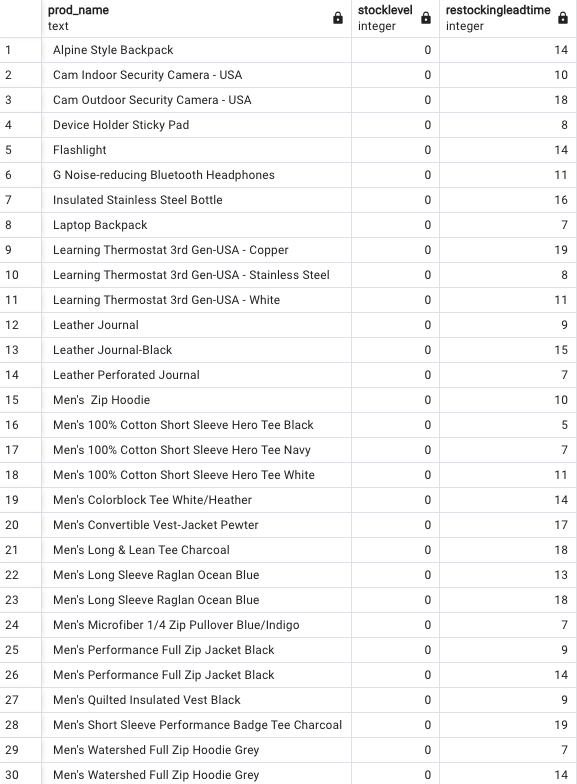 prod_name stocklevel restockingleadtime
text integer integer
1 Alpine Style Backpack 0 14
2 Cam Indoor Security Camera - USA 0 10
3 Cam Outdoor Security Camera - USA 0 18
4 Device Holder Sticky Pad 0 8
5 Flashlight 0 14
6 G Noise-reducing Bluetooth Headphones 0 11
7 Insulated Stainless Steel Bottle 0 16
8 Laptop Backpack 0 7
9 Learning Thermostat 3rd Gen-USA - Copper 0 19
10 Learning Thermostat 3rd Gen-USA - Stainless Steel 0 8
11 Learning Thermostat 3rd Gen-USA - White 0 11
12 Leather Journal 0 9
13 Leather Journal-Black 0 15
14 Leather Perforated Journal 0 7
15 Men's  Zip Hoodie 0 10
16 Men's 100% Cotton Short Sleeve Hero Tee Black 0 5
17 Men's 100% Cotton Short Sleeve Hero Tee Navy 0 7
18 Men's 100% Cotton Short Sleeve Hero Tee White 0 11
19 Men's Colorblock Tee White/Heather 0 14
20 Men's Convertible Vest-Jacket Pewter 0 17
21 Men's Long & Lean Tee Charcoal 0 18
22 Men's Long Sleeve Raglan Ocean Blue 0 13
23 Men's Long Sleeve Raglan Ocean Blue 0 18
24 Men's Microfiber 1/4 Zip Pullover Blue/Indigo 0 7
25 Men's Performance Full Zip Jacket Black 0 9
26 Men's Performance Full Zip Jacket Black 0 14
27 Men's Quilted Insulated Vest Black 0 9
28 Men's Short Sleeve Performance Badge Tee Charcoal 0 19
29 Men's Watershed Full Zip Hoodie Grey 0 7
30 Men's Watershed Full Zip Hoodie Grey 0 14